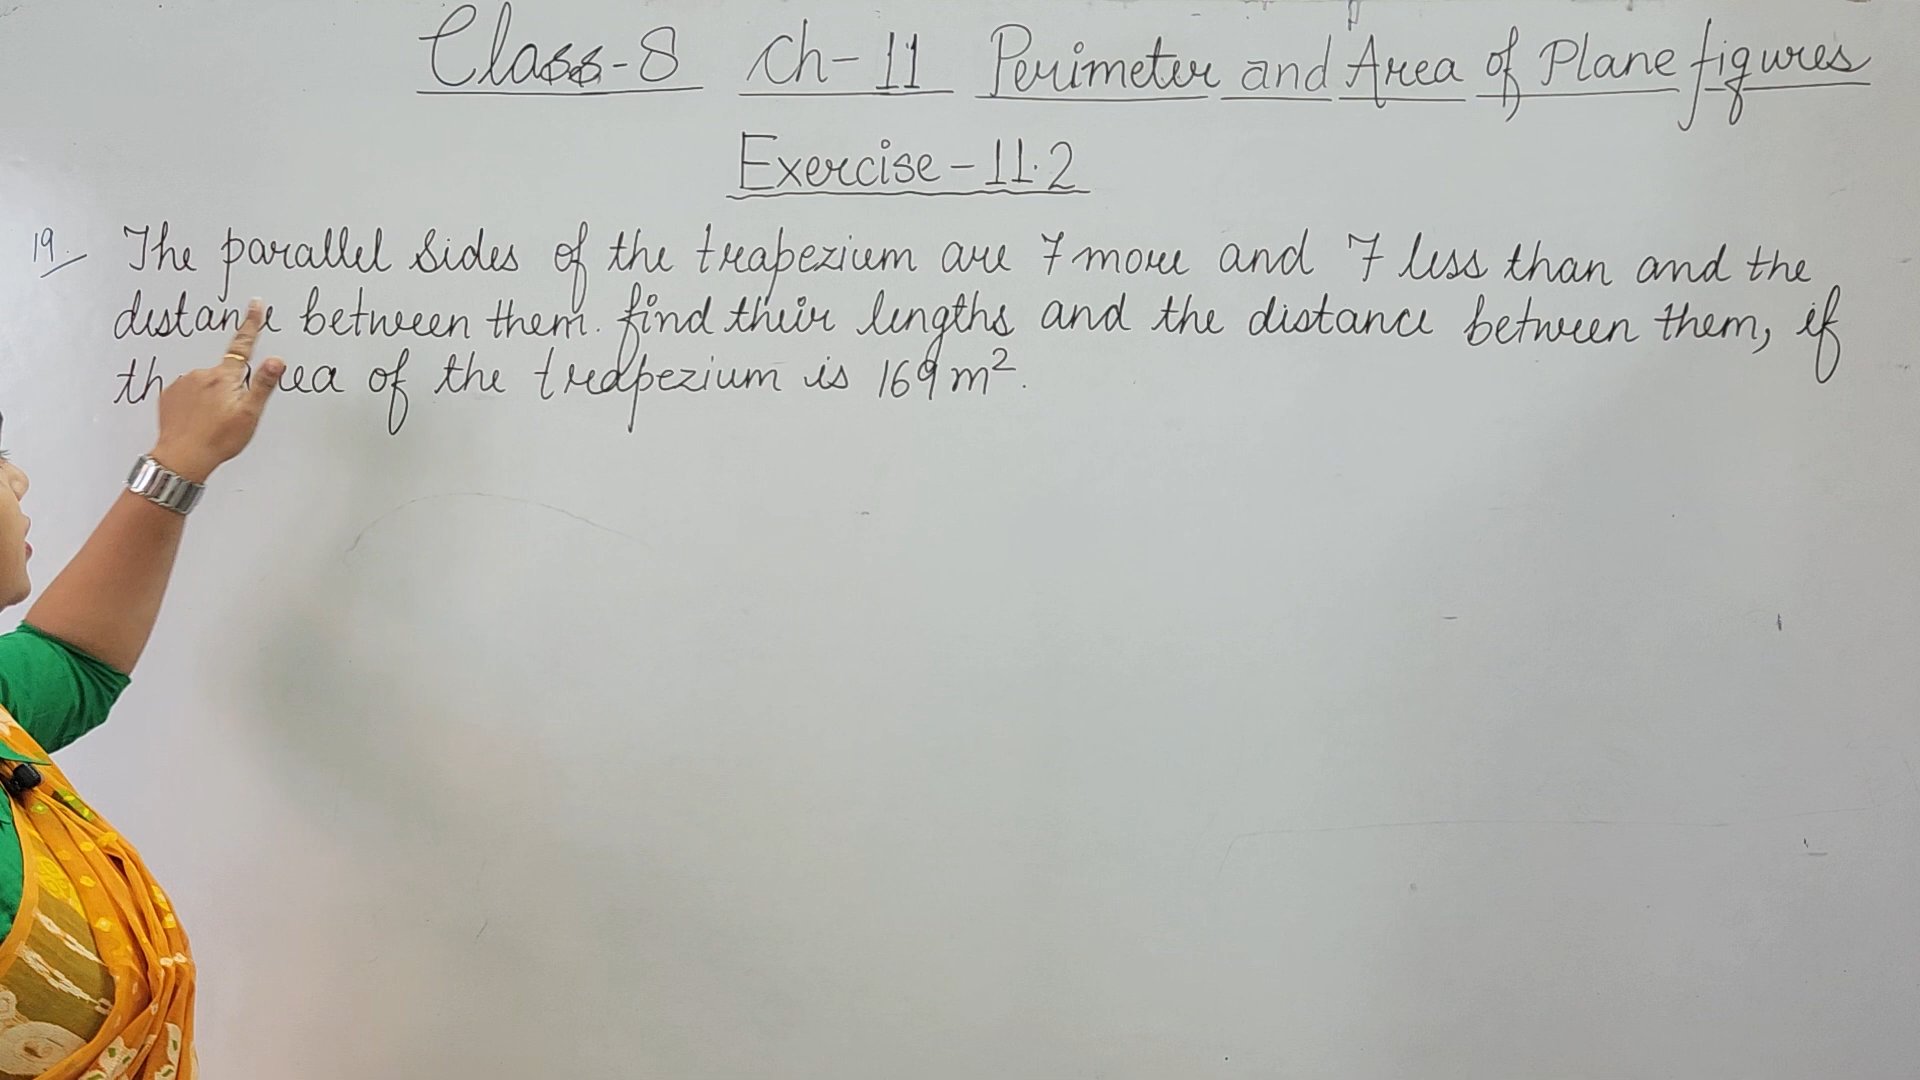 Class-8 Ch-11 Perimeter and Area of Plane figures
Exercise-11.2
19. The parallel sides of the trapezium are 7 more and 7 less than and the
distance between them. find their lengths and the distance between them, if
area of the trapezium is 169 m².